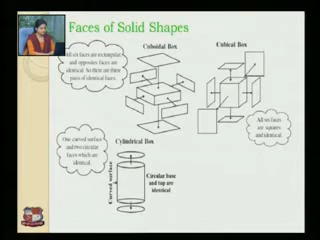 Faces of Solid Shapes
All six faces are rectangular
and opposite faces are
identical. So there are three
pairs of identical faces.
Cuboidal Box
Cubical Box
All six faces
are squares
and identical.
One curved surface
and two circular
faces which are
identical.
Cylindrical Box
Curved surface
Circular base
and top are
identical